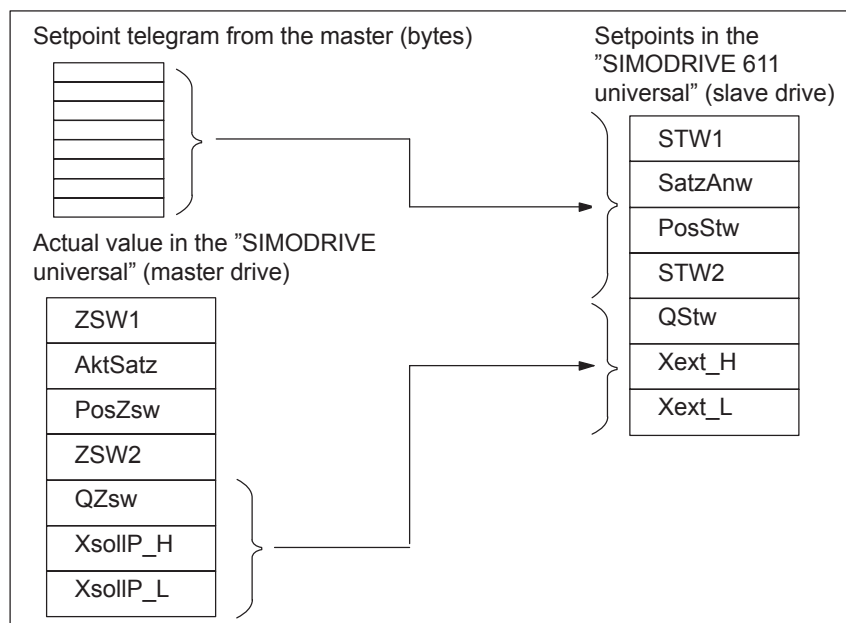 Setpoint telegram from the master (bytes)
Setpoints in the
”SIMODRIVE 611
universal” (slave drive)
STW1
SatzAnw
PosStw
STW2
QStw
Xext_H
Xext_L
Actual value in the ”SIMODRIVE
universal” (master drive)
ZSW1
AktSatz
PosZsw
ZSW2
QZsw
XsollP_H
XsollP_L